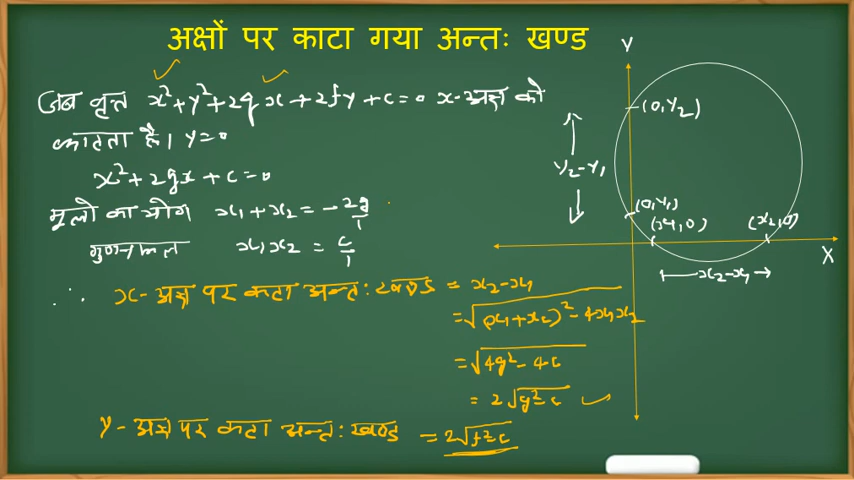 अक्षों पर काटा गया अन्तः खण्ड
जब वृत्त x²+y²+2gx+2fy+c=0 x-अक्ष को
काटता है। y=0
x²+2gx+c=0
मूलो का योग x₁+x₂ = -2g/1
गुणनफल x₁x₂ = c/1
∴ x-अक्ष पर कटा अन्त:खण्ड = x₂-x₁
= √(x₁+x₂)²-4x₁x₂
= √4g²-4c
= 2√g²-c
y-अक्ष पर कटा अन्त:खण्ड = 2√f²-c
Y
(0,y₂)
y₂-y₁
(0,y₁)
(x₁,0)
(x₂,0)
X
x₂-x₁